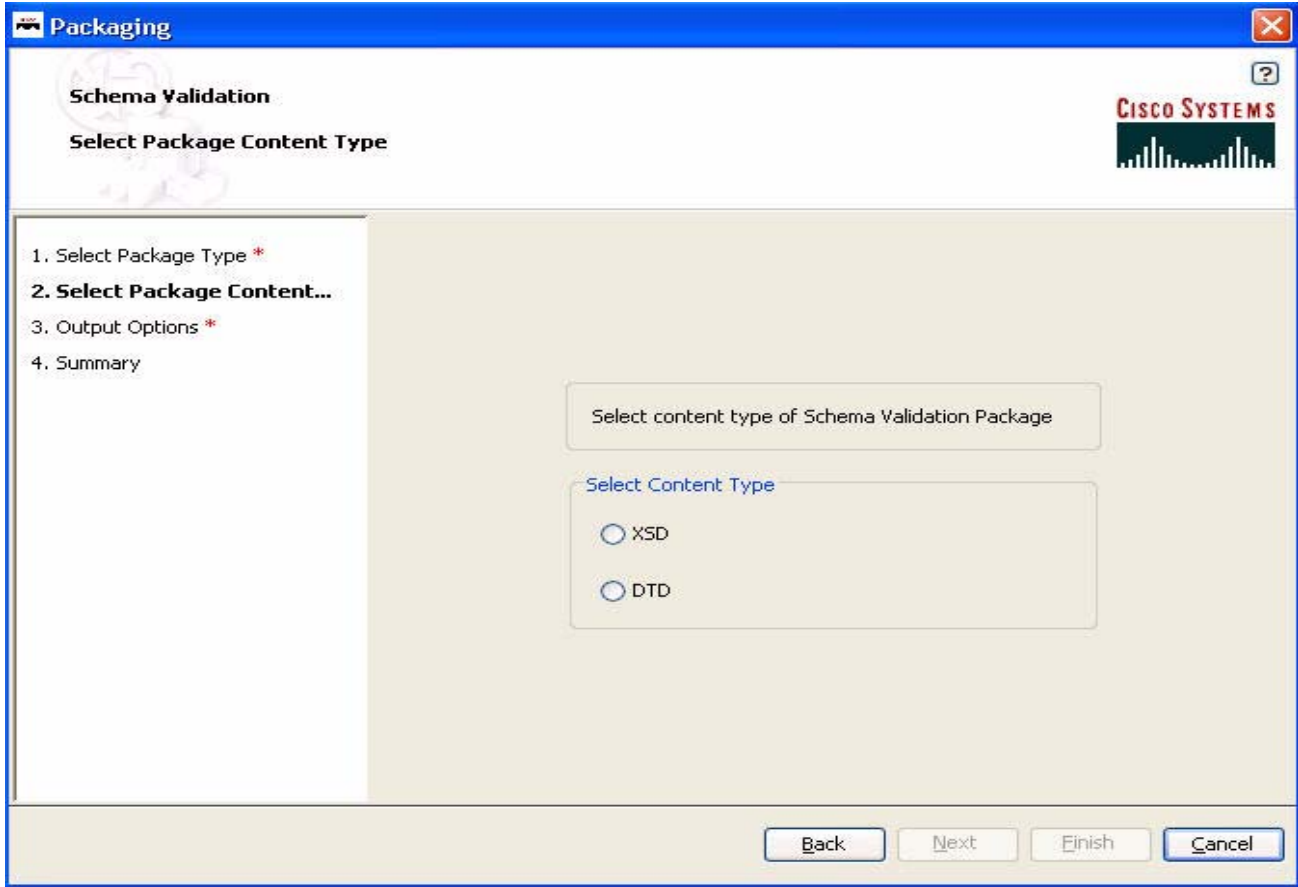 Packaging
?
Schema Validation
CISCO SYSTEMS
Select Package Content Type
1. Select Package Type *
2. Select Package Content...
3. Output Options *
4. Summary
Select content type of Schema Validation Package
Select Content Type
XSD
DTD
Back
Next
Finish
Cancel